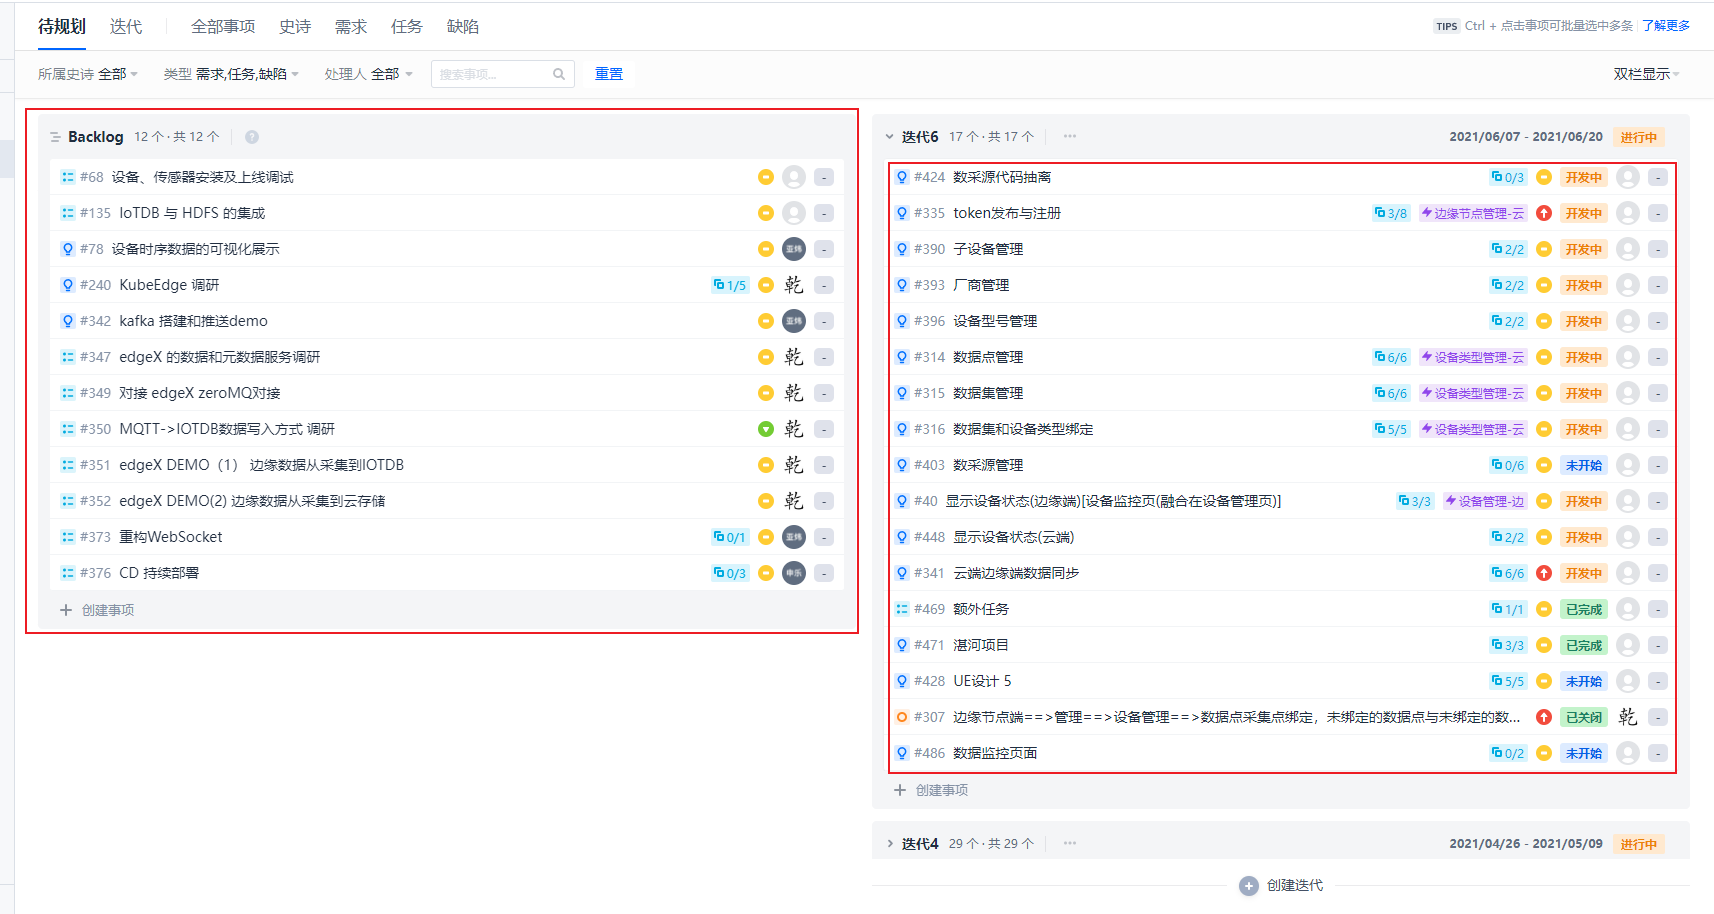 待规划 迭代 全部事项 史诗 需求 任务 缺陷
TIPS Ctrl + 点击事项可批量选中多条 了解更多
所属史诗 全部 类型 需求,任务,缺陷 处理人 全部 搜索事项... 重置
双栏显示
Backlog 12 个 · 共 12 个 ?
#68 设备、传感器安装及上线调试 -
#135 IoTDB 与 HDFS 的集成 -
#78 设备时序数据的可视化展示 亚炜 -
#240 KubeEdge 调研 1/5 乾 -
#342 kafka 搭建和推送demo 亚炜 -
#347 edgeX 的数据和元数据服务调研 乾 -
#349 对接 edgeX zeroMQ对接 乾 -
#350 MQTT->IOTDB数据写入方式 调研 乾 -
#351 edgeX DEMO（1） 边缘数据从采集到IOTDB 乾 -
#352 edgeX DEMO(2) 边缘数据从采集到云存储 乾 -
#373 重构WebSocket 0/1 亚炜 -
#376 CD 持续部署 0/3 申乐 -
创建事项
迭代6 17 个 · 共 17 个 ···
2021/06/07 - 2021/06/20 进行中
#424 数采源代码抽离 0/3 开发中 -
#335 token发布与注册 3/8 边缘节点管理-云 开发中 -
#390 子设备管理 2/2 开发中 -
#393 厂商管理 2/2 开发中 -
#396 设备型号管理 2/2 开发中 -
#314 数据点管理 6/6 设备类型管理-云 开发中 -
#315 数据集管理 6/6 设备类型管理-云 开发中 -
#316 数据集和设备类型绑定 5/5 设备类型管理-云 开发中 -
#403 数采源管理 0/6 未开始 -
#40 显示设备状态(边缘端)[设备监控页(融合在设备管理页)] 3/3 设备管理-边 开发中 -
#448 显示设备状态(云端) 2/2 开发中 -
#341 云端边缘端数据同步 6/6 开发中 -
#469 额外任务 1/1 已完成 -
#471 湛河项目 3/3 已完成 -
#428 UE设计 5 5/5 未开始 -
#307 边缘节点端==>管理==>设备管理==>数据点采集点绑定，未绑定的数据点与未绑定的数... 已关闭 乾 -
#486 数据监控页面 0/2 未开始 -
创建事项
迭代4 29 个 · 共 29 个 ···
2021/04/26 - 2021/05/09 进行中
创建迭代